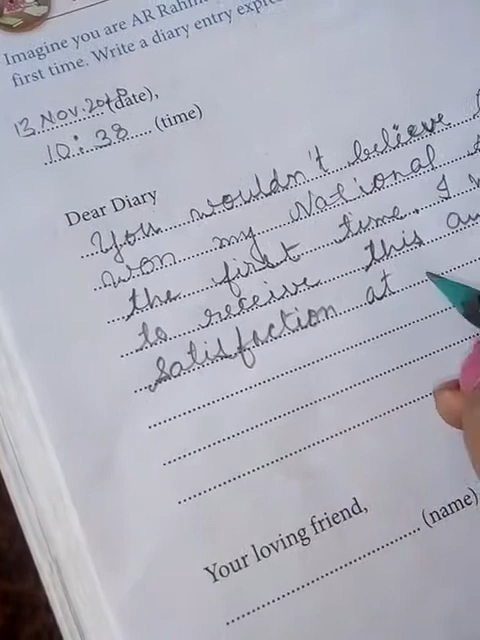 Imagine you are AR Rahm
first time. Write a diary entry expre
13 Nov. 2018 (date),
10:38 (time)
Dear Diary
You wouldn't believe
won my National
the first time. I
to receive this
satisfaction at
Your loving friend,
(name)